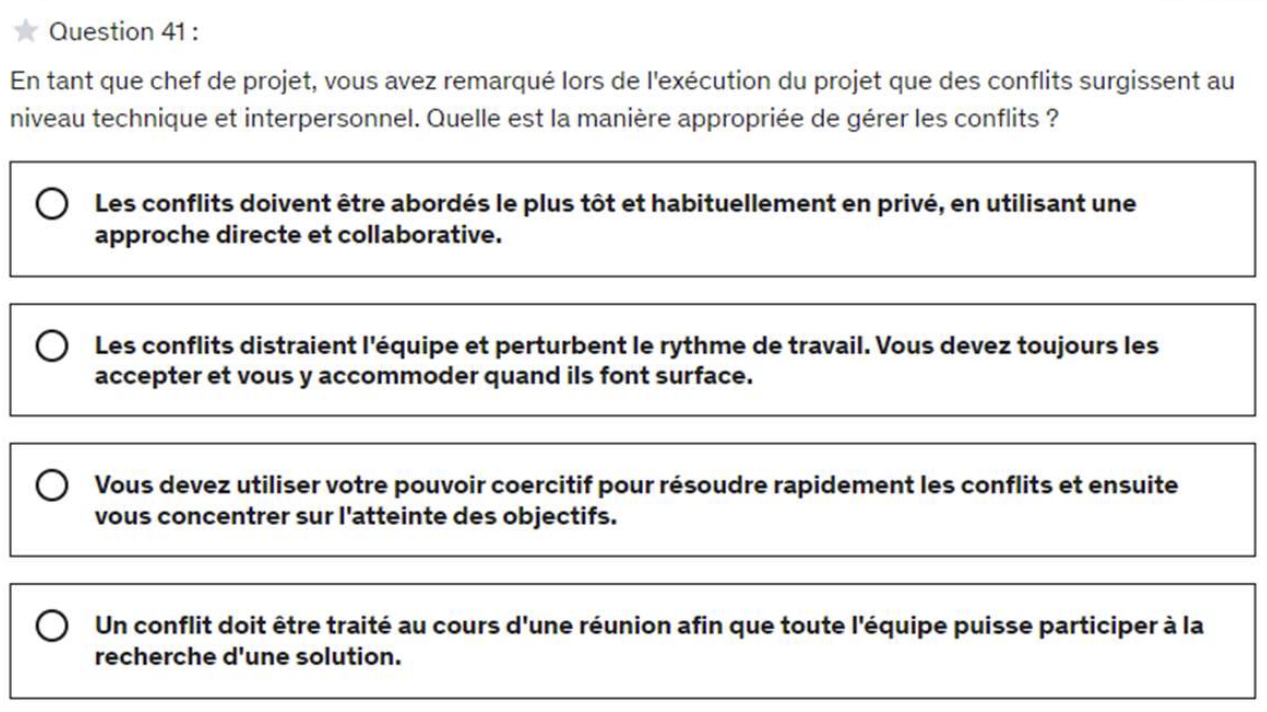 Question 41 :
En tant que chef de projet, vous avez remarqué lors de l'exécution du projet que des conflits surgissent au
niveau technique et interpersonnel. Quelle est la manière appropriée de gérer les conflits ?
Les conflits doivent être abordés le plus tôt et habituellement en privé, en utilisant une
approche directe et collaborative.
Les conflits distraient l'équipe et perturbent le rythme de travail. Vous devez toujours les
accepter et vous y accommoder quand ils font surface.
Vous devez utiliser votre pouvoir coercitif pour résoudre rapidement les conflits et ensuite
vous concentrer sur l'atteinte des objectifs.
Un conflit doit être traité au cours d'une réunion afin que toute l'équipe puisse participer à la
recherche d'une solution.